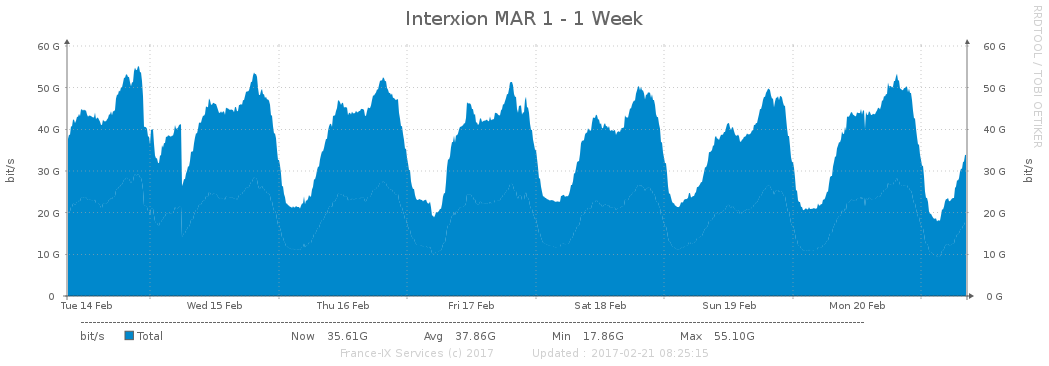 Interxion MAR 1 - 1 Week
RRDTOOL / TOBI OETIKER
60 G 60 G
50 G 50 G
40 G 40 G
30 G 30 G
20 G 20 G
10 G 10 G
0 0 G
bit/s bit/s
Tue 14 Feb Wed 15 Feb Thu 16 Feb Fri 17 Feb Sat 18 Feb Sun 19 Feb Mon 20 Feb
bit/s Total Now 35.61G Avg 37.86G Min 17.86G Max 55.10G
France-IX Services (c) 2017 Updated : 2017-02-21 08:25:15